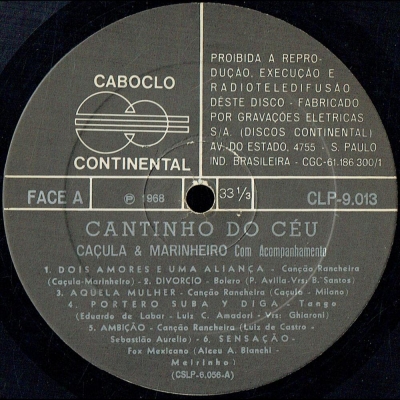 CABOCLO
CONTINENTAL
PROIBIDA A REPRO-
DUÇÃO, EXECUÇÃO E
RADIOTELEDIFUSÃO
DÊSTE DISCO - FABRICADO
POR GRAVAÇÕES ELETRICAS
S/A. (DISCOS CONTINENTAL)
AV. DO ESTADO, 4755 - S. PAULO
IND. BRASILEIRA - CGC-61.186.300/1
FACE A
℗ 1968
33 1/3
CLP-9.013
CANTINHO DO CÉU
CAÇULA & MARINHEIRO Com Acompanhamento
1. DOIS AMORES E UMA ALIANÇA - Canção Rancheira
(Caçula-Marinheiro) - 2. DIVORCIO - Bolero (P. Avilla-Vrs: B. Santos)
3. AQUELA MULHER - Canção Rancheira (Caçula - Milano)
4. PORTERO SUBA Y DIGA - Tango
(Eduardo de Labar - Luiz C. Amadori - Vrs: Ghiaroni)
5. AMBIÇÃO - Canção Rancheira (Luiz de Castro -
Sebastião Aurelio) - 6. SENSAÇÃO -
Fox Mexicano (Alceu A. Bianchi -
Meirinho)
(CSLP-6.056-A)